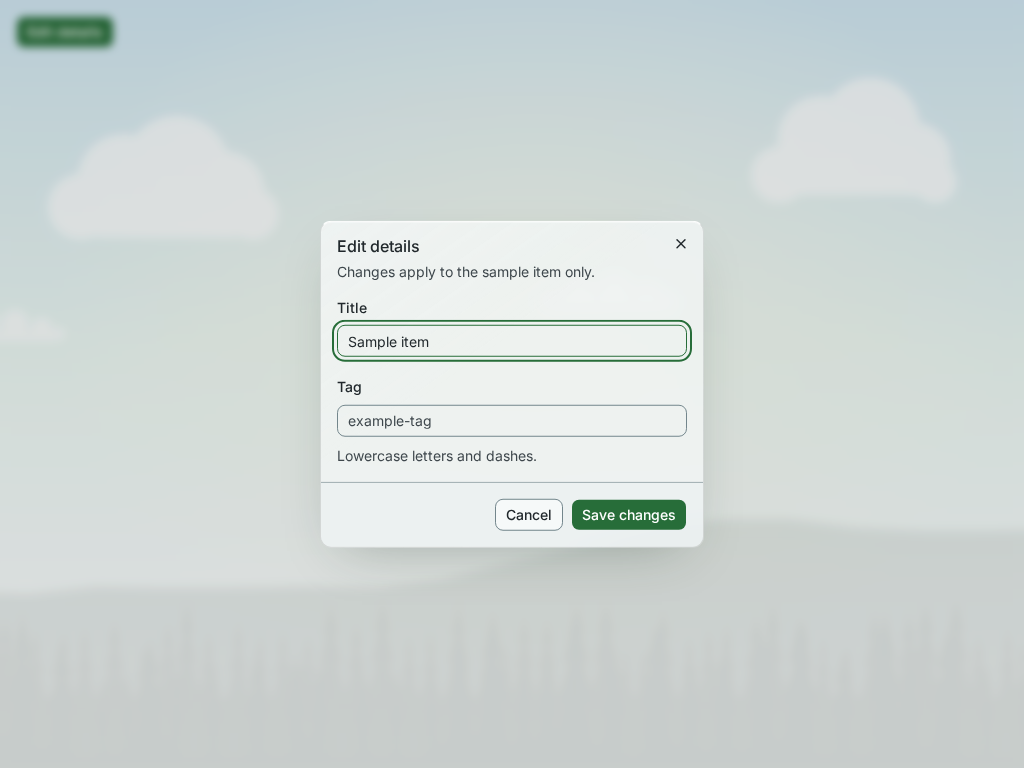 Edit details
Changes apply to the sample item only.
Title
Sample item
Tag
example-tag
Lowercase letters and dashes.
Cancel
Save changes